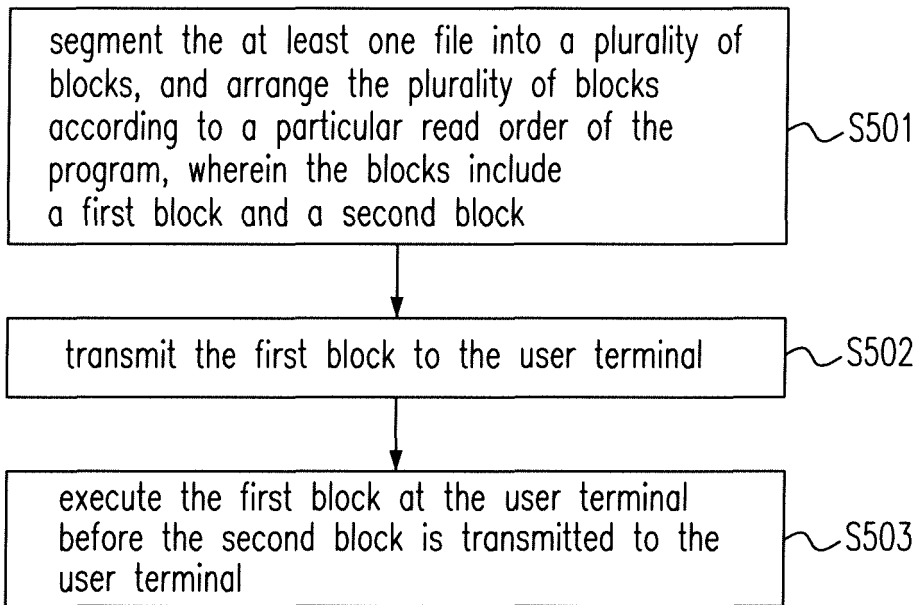 segment the at least one file into a plurality of
blocks, and arrange the plurality of blocks
according to a particular read order of the
program, wherein the blocks include
a first block and a second block
S501
transmit the first block to the user terminal
S502
execute the first block at the user terminal
before the second block is transmitted to the
user terminal
S503